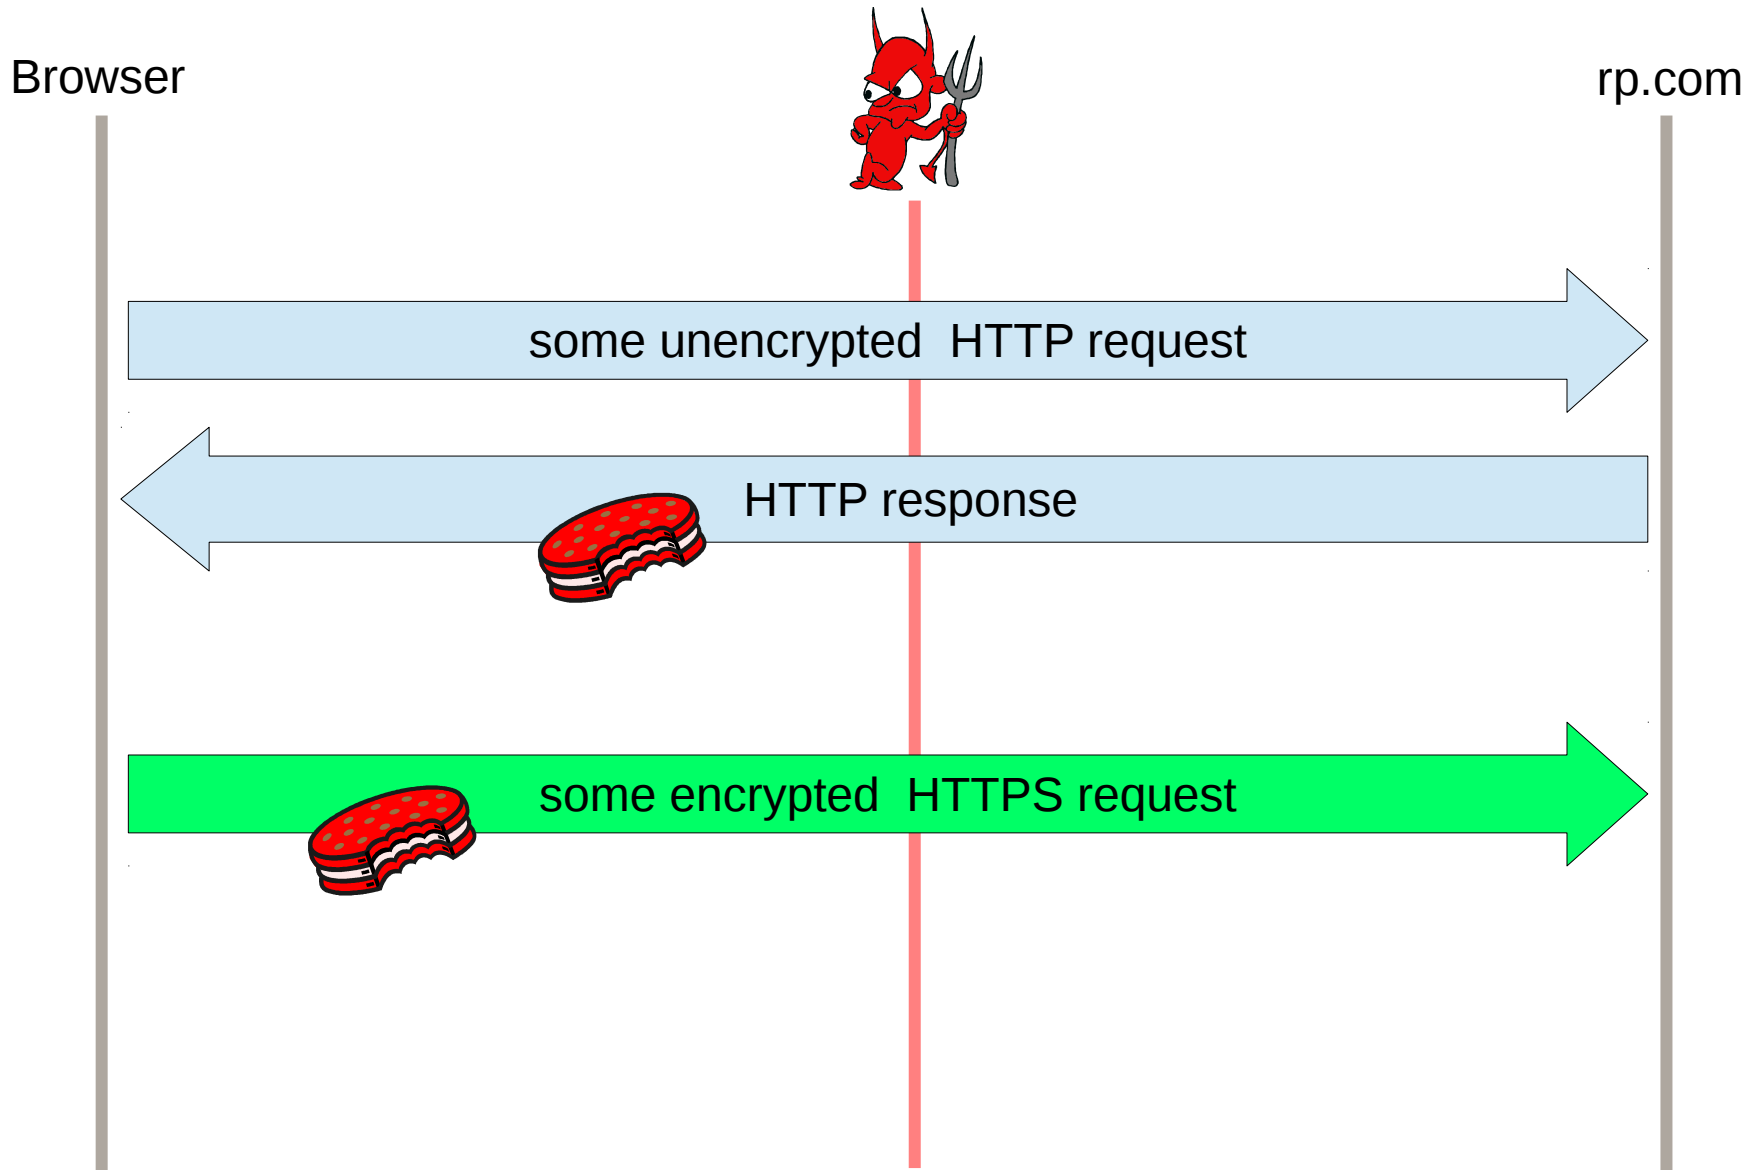 Browser
rp.com
some unencrypted  HTTP request
HTTP response
some encrypted  HTTPS request